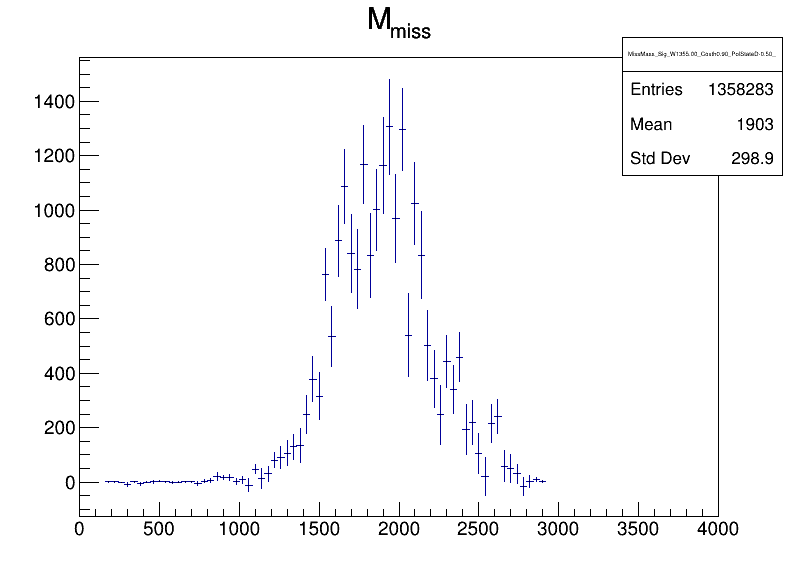 M_miss
MissMass_Sig_W1355.00_Costh0.90_PolStateD-0.50_
Entries 1358283
Mean 1903
Std Dev 298.9
1400
1200
1000
800
600
400
200
0
0 500 1000 1500 2000 2500 3000 3500 4000